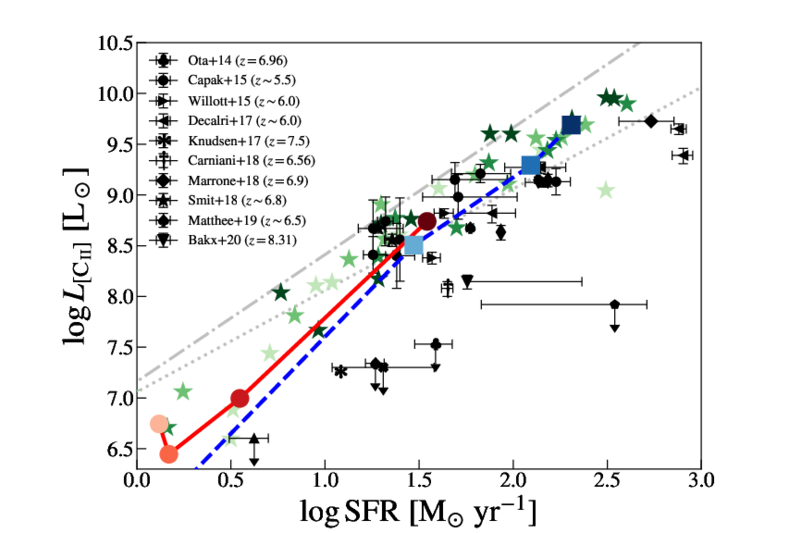 10.5
10.0
9.5
9.0
8.5
8.0
7.5
7.0
6.5
log L[CII] [L⊙]
Ota+14 (z=6.96)
Capak+15 (z~5.5)
Willott+15 (z~6.0)
Decalri+17 (z~6.0)
Knudsen+17 (z=7.5)
Carniani+18 (z=6.56)
Marrone+18 (z=6.9)
Smit+18 (z~6.8)
Matthee+19 (z~6.5)
Bakx+20 (z=8.31)
0.0 0.5 1.0 1.5 2.0 2.5 3.0
log SFR [M⊙ yr⁻¹]